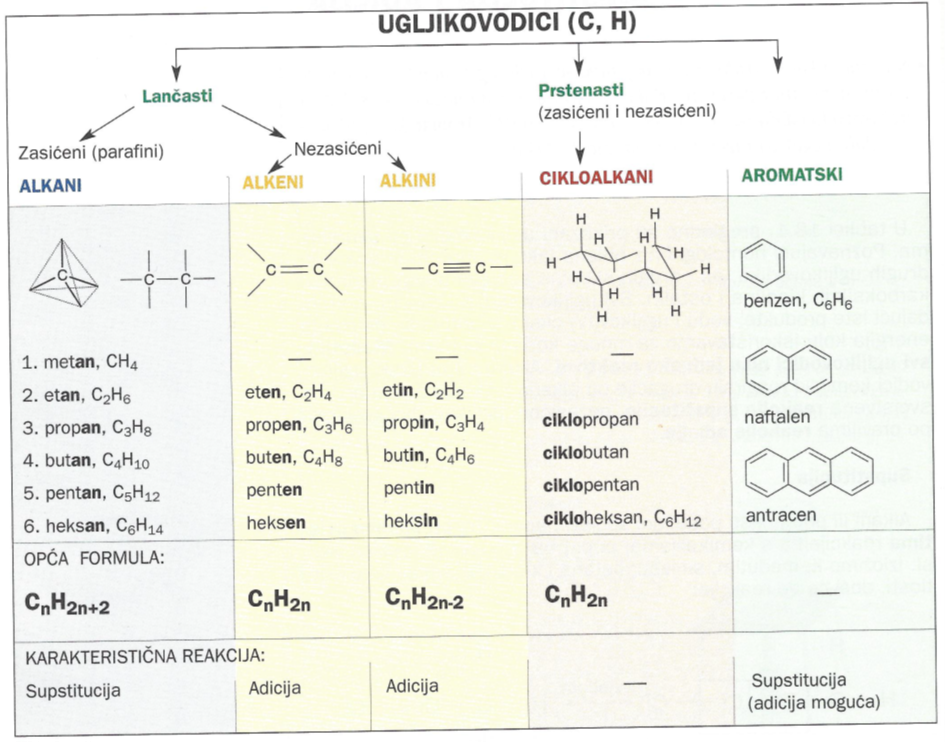 UGLJIKOVODICI (C, H)
Lančasti
Prstenasti
(zasićeni i nezasićeni)
Zasićeni (parafini)
Nezasićeni
ALKANI
ALKENI
ALKINI
CIKLOALKANI
AROMATSKI
C
C C
C C
C C
H H H H H H H H H H
benzen, C₆H₆
1. metan, CH₄ — — —
2. etan, C₂H₆ eten, C₂H₄ etin, C₂H₂
3. propan, C₃H₈ propen, C₃H₆ propin, C₃H₄ ciklopropan naftalen
4. butan, C₄H₁₀ buten, C₄H₈ butin, C₄H₆ ciklobutan
5. pentan, C₅H₁₂ penten pentin ciklopentan
6. heksan, C₆H₁₄ heksen heksin cikloheksan, C₆H₁₂ antracen
OPĆA FORMULA:
CₙH₂ₙ₊₂ CₙH₂ₙ CₙH₂ₙ₋₂ CₙH₂ₙ —
KARAKTERISTIČNA REAKCIJA:
Supstitucija Adicija Adicija — Supstitucija
(adicija moguća)